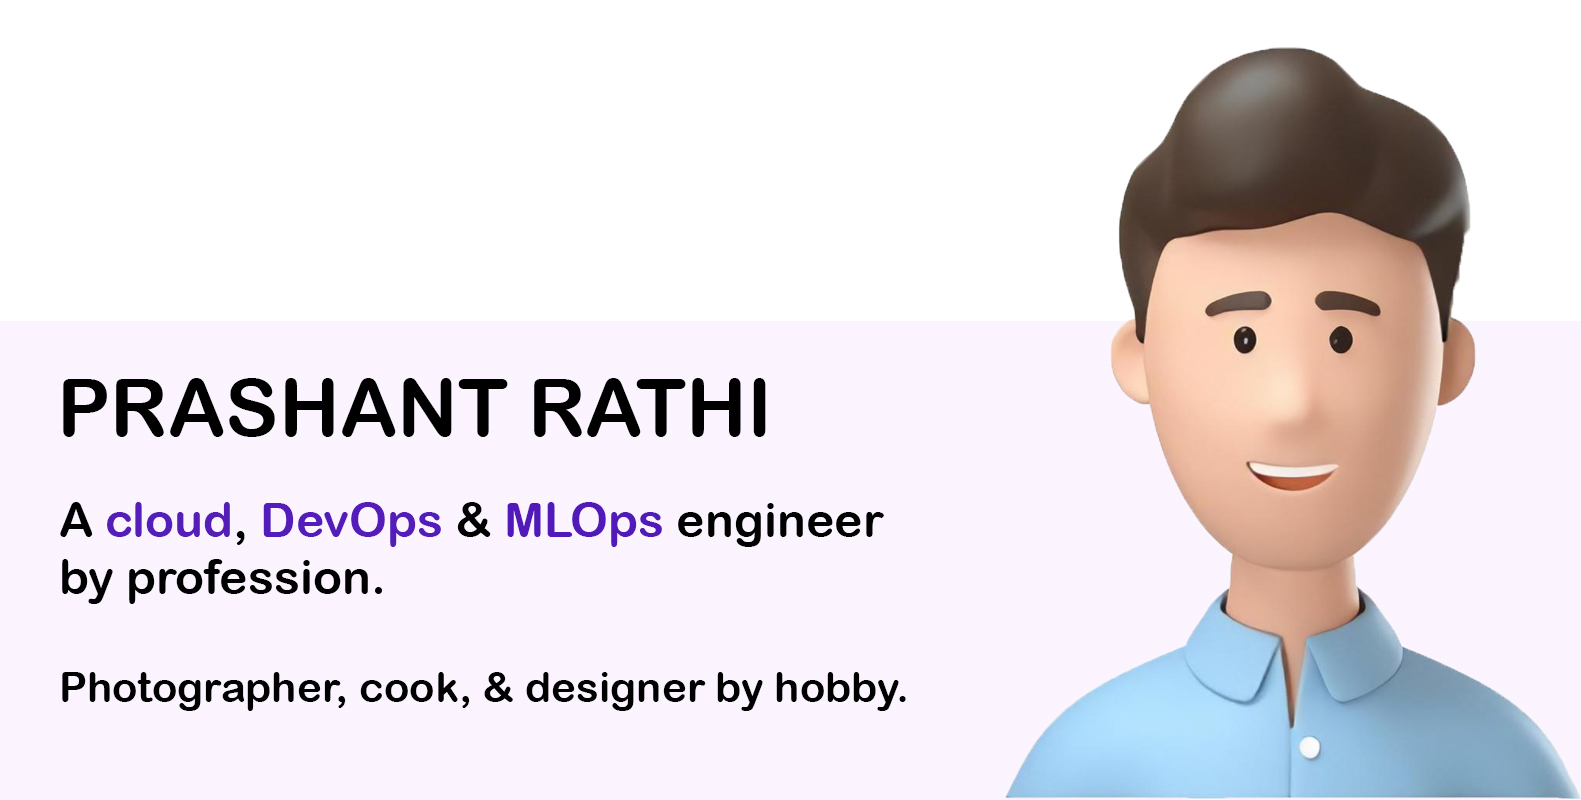 PRASHANT RATHI
A cloud, DevOps & MLOps engineer
by profession.
Photographer, cook, & designer by hobby.